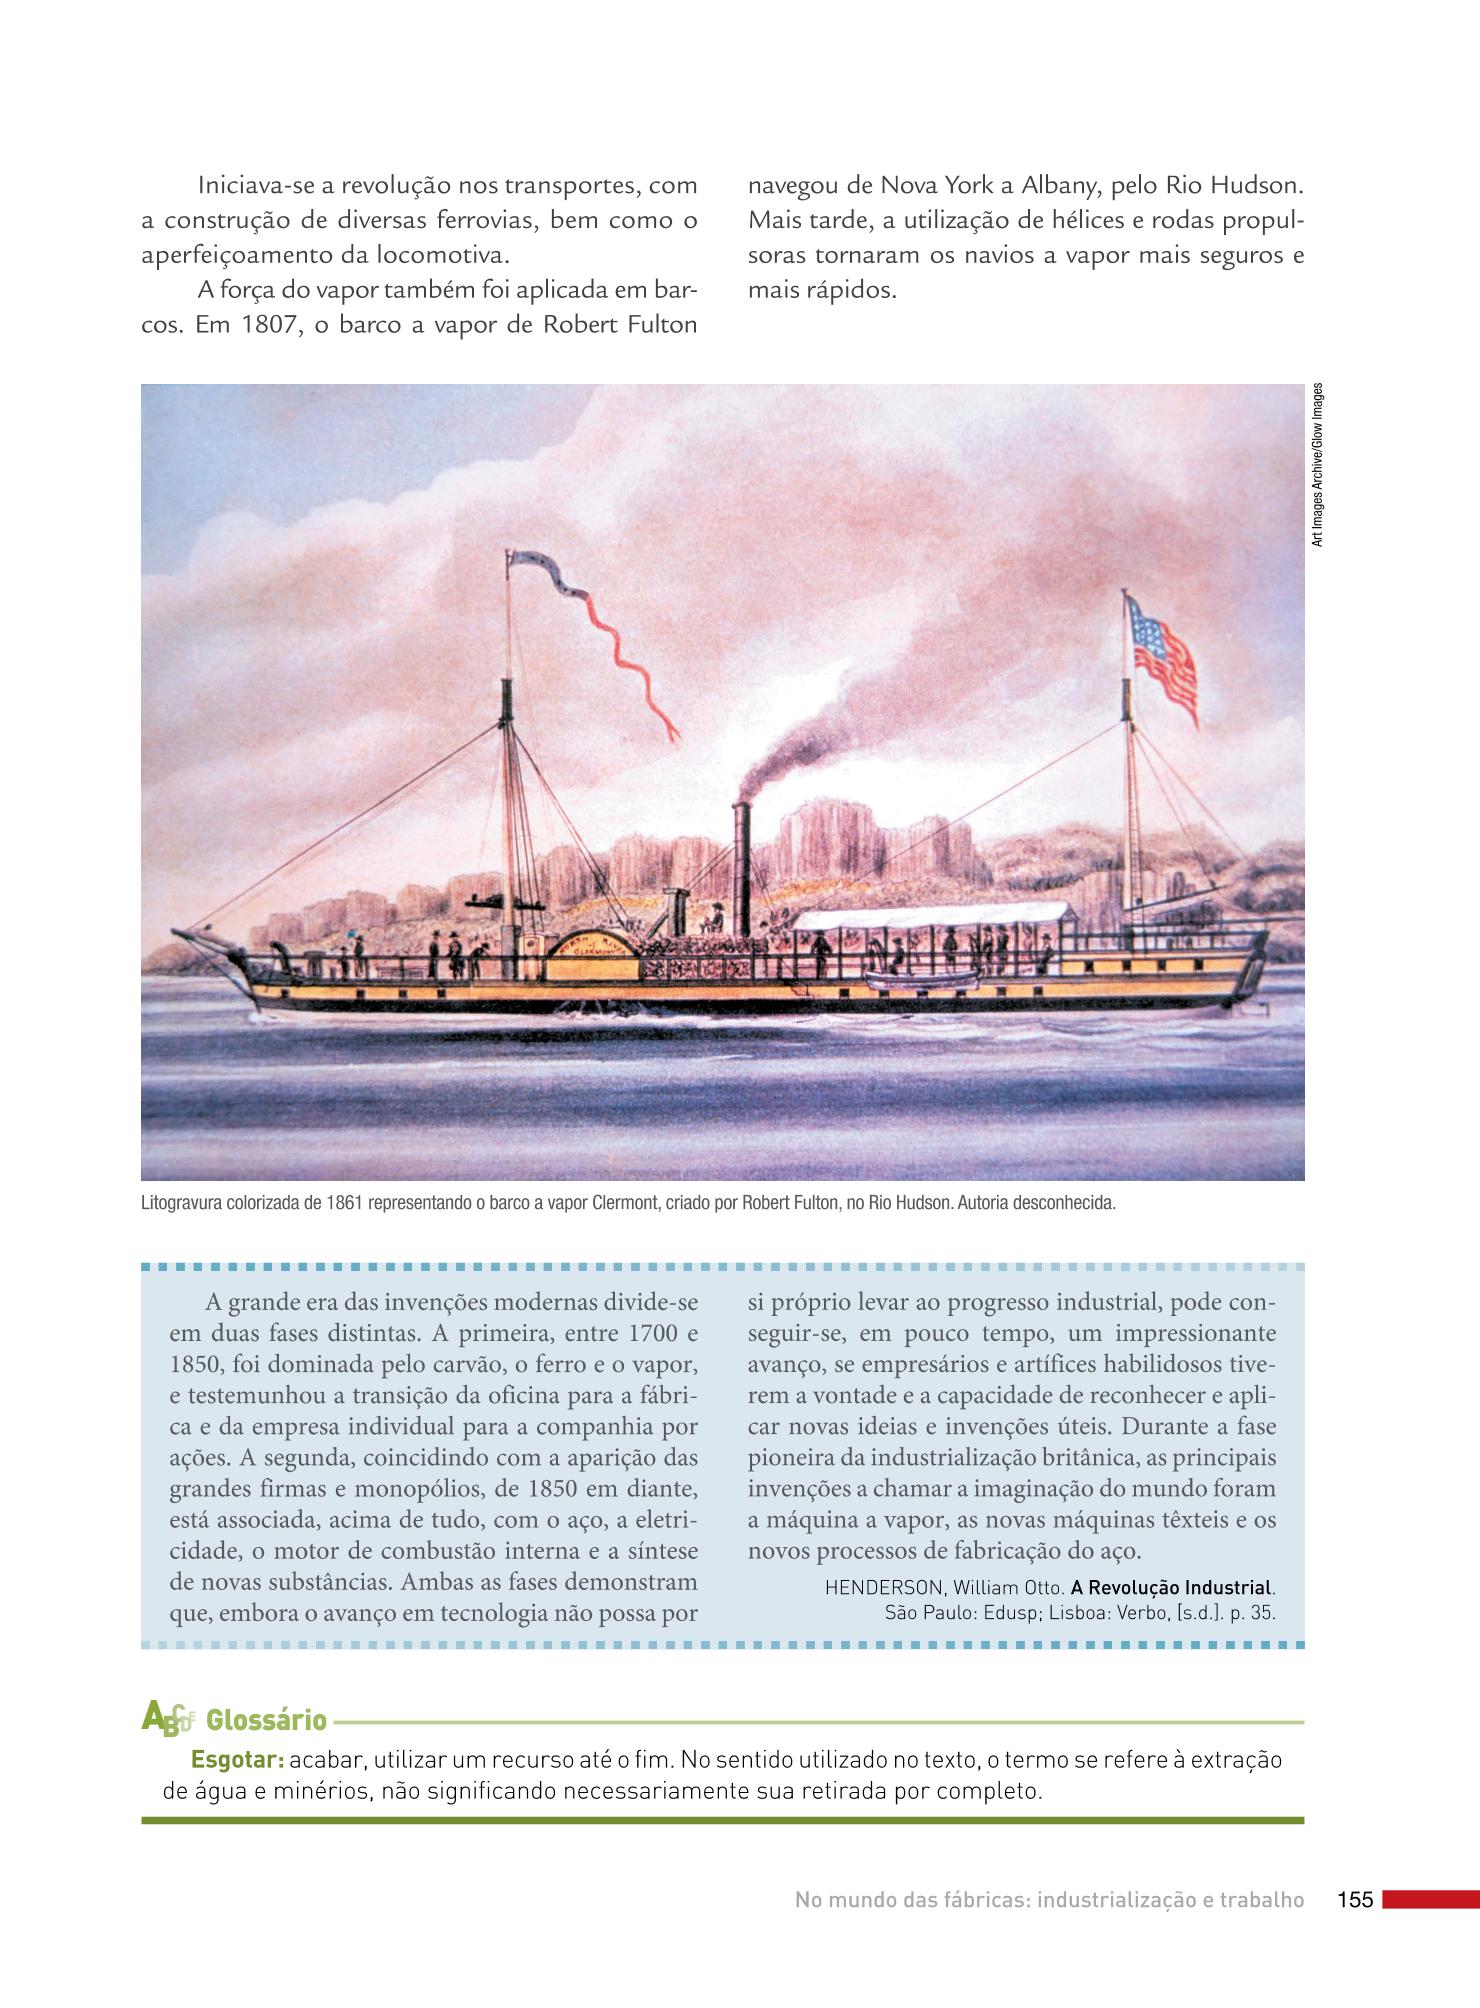 Iniciava-se a revolução nos transportes, com
a construção de diversas ferrovias, bem como o
aperfeiçoamento da locomotiva.
A força do vapor também foi aplicada em bar-
cos. Em 1807, o barco a vapor de Robert Fulton
navegou de Nova York a Albany, pelo Rio Hudson.
Mais tarde, a utilização de hélices e rodas propul-
soras tornaram os navios a vapor mais seguros e
mais rápidos.
Art Images Archive/Glow Images
NORTH RIVER
CLERMONT
Litogravura colorizada de 1861 representando o barco a vapor Clermont, criado por Robert Fulton, no Rio Hudson. Autoria desconhecida.
A grande era das invenções modernas divide-se
em duas fases distintas. A primeira, entre 1700 e
1850, foi dominada pelo carvão, o ferro e o vapor,
e testemunhou a transição da oficina para a fábri-
ca e da empresa individual para a companhia por
ações. A segunda, coincidindo com a aparição das
grandes firmas e monopólios, de 1850 em diante,
está associada, acima de tudo, com o aço, a eletri-
cidade, o motor de combustão interna e a síntese
de novas substâncias. Ambas as fases demonstram
que, embora o avanço em tecnologia não possa por
si próprio levar ao progresso industrial, pode con-
seguir-se, em pouco tempo, um impressionante
avanço, se empresários e artífices habilidosos tive-
rem a vontade e a capacidade de reconhecer e apli-
car novas ideias e invenções úteis. Durante a fase
pioneira da industrialização britânica, as principais
invenções a chamar a imaginação do mundo foram
a máquina a vapor, as novas máquinas têxteis e os
novos processos de fabricação do aço.
HENDERSON, William Otto. A Revolução Industrial.
São Paulo: Edusp; Lisboa: Verbo, [s.d.]. p. 35.
ABCDE Glossário
Esgotar: acabar, utilizar um recurso até o fim. No sentido utilizado no texto, o termo se refere à extração
de água e minérios, não significando necessariamente sua retirada por completo.
No mundo das fábricas: industrialização e trabalho 155